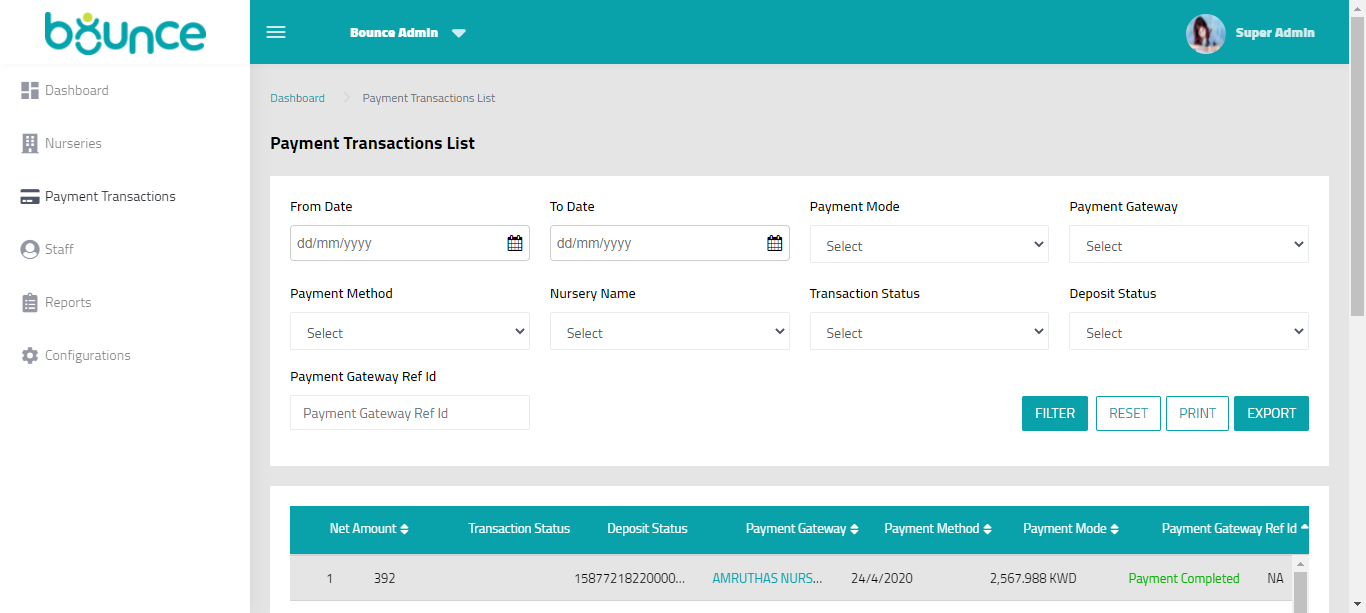 bounce
Bounce Admin
Super Admin
Dashboard
Nurseries
Payment Transactions
Staff
Reports
Configurations
Dashboard
Payment Transactions List
Payment Transactions List
From Date
To Date
Payment Mode
Payment Gateway
dd/mm/yyyy
dd/mm/yyyy
Select
Select
Payment Method
Nursery Name
Transaction Status
Deposit Status
Select
Select
Select
Select
Payment Gateway Ref Id
Payment Gateway Ref Id
FILTER
RESET
PRINT
EXPORT
Net Amount
Transaction Status
Deposit Status
Payment Gateway
Payment Method
Payment Mode
Payment Gateway Ref Id
1
392
15877218220000...
AMRUTHAS NURS...
24/4/2020
2,567.988 KWD
Payment Completed
NA